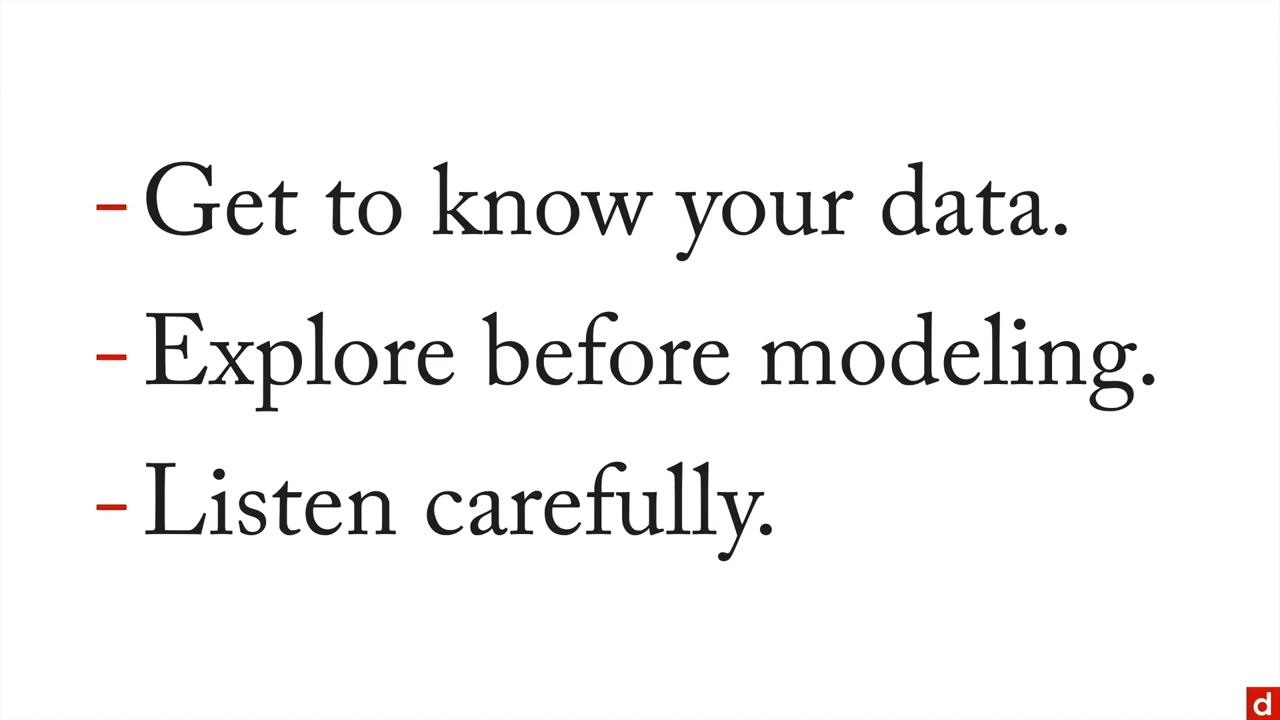 - Get to know your data.
- Explore before modeling.
- Listen carefully.
d